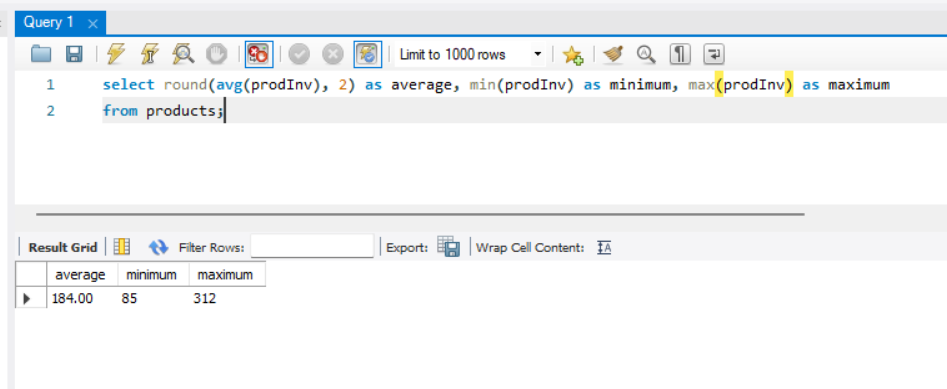 Query 1
Limit to 1000 rows
1 select round(avg(prodInv), 2) as average, min(prodInv) as minimum, max(prodInv) as maximum
2 from products;
Result Grid Filter Rows: Export: Wrap Cell Content: IA
average minimum maximum
184.00 85 312